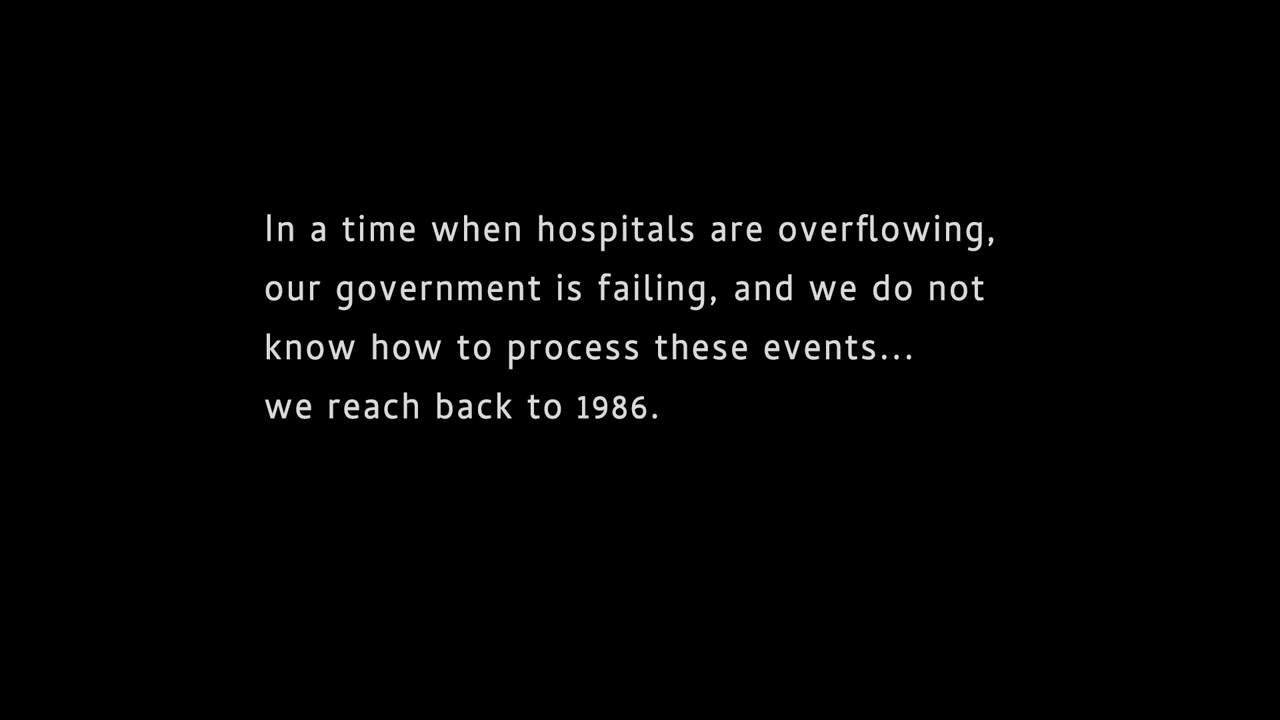 In a time when hospitals are overflowing,
our government is failing, and we do not
know how to process these events...
we reach back to 1986.